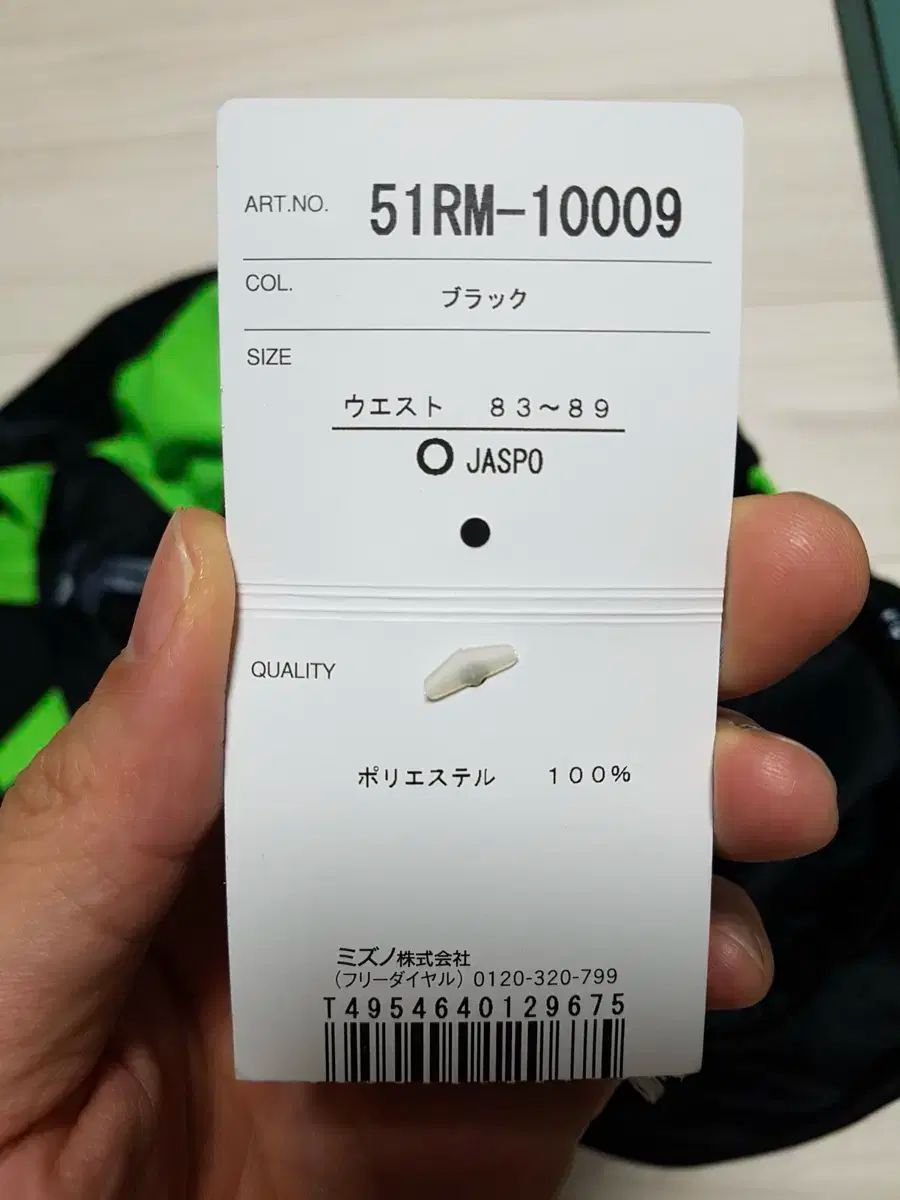 ART.NO. 51RM-10009
COL. ブラック
SIZE
ウエスト 83~89
O JASPO
QUALITY
ポリエステル 100%
ミズノ株式会社
(フリーダイヤル) 0120-320-799
T4954640129675